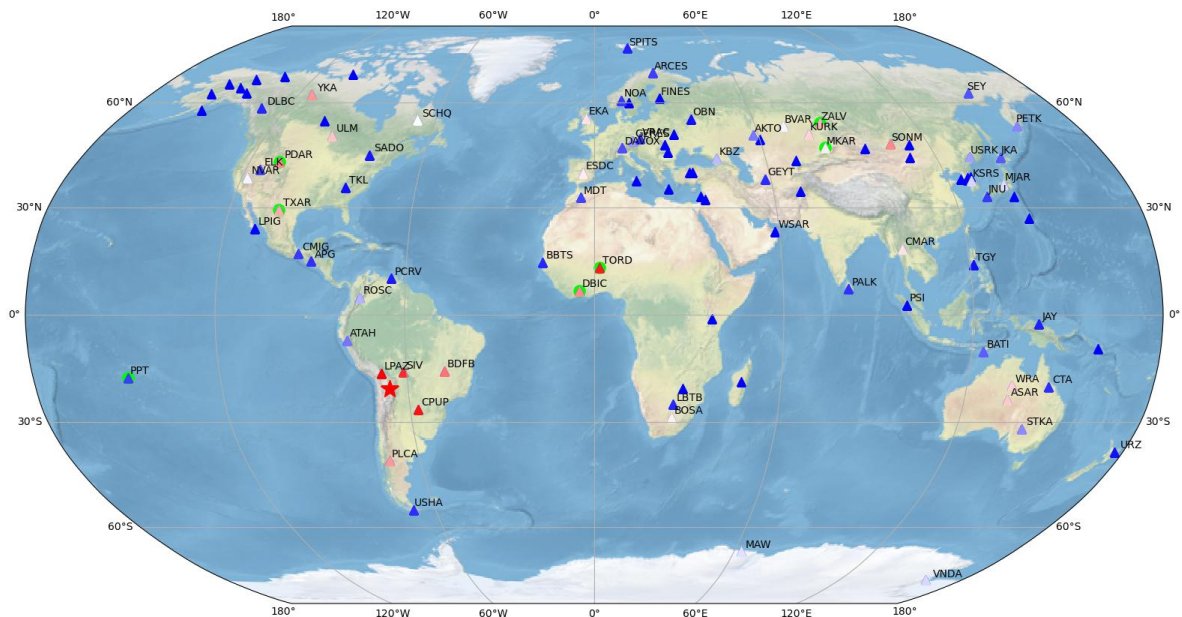 180° 120°W 60°W 0° 60°E 120°E 180°
SPITS
ARCES
YKA
SEY
60°N 60°N
DLBC
NOA FINES
SCHQ
EKA
OBN
BVAR ZALV
PETK
ULM
AKTO KURK
SONM
MKAR
SADO
DAVOX
KBZ
USRK
PDAR
ELK
NVAR
ESDC
GEYT
KSRS
MJAR
TKL
MDT
JNU
30°N 30°N
TXAR
LPIG
WSAR
CMIG
APG
CMAR
BBTS
TORD
TGY
PCRV
DBIC
PALK
ROSC
PSI
0° 0°
JAY
ATAH
BATI
PPT
LPAZ SIV BDFB
WRA CTA
ASAR
CPUP
LBTB
BOSA
30°S 30°S
STKA
URZ
PLCA
USHA
60°S 60°S
MAW
VNDA
180° 120°W 60°W 0° 60°E 120°E 180°